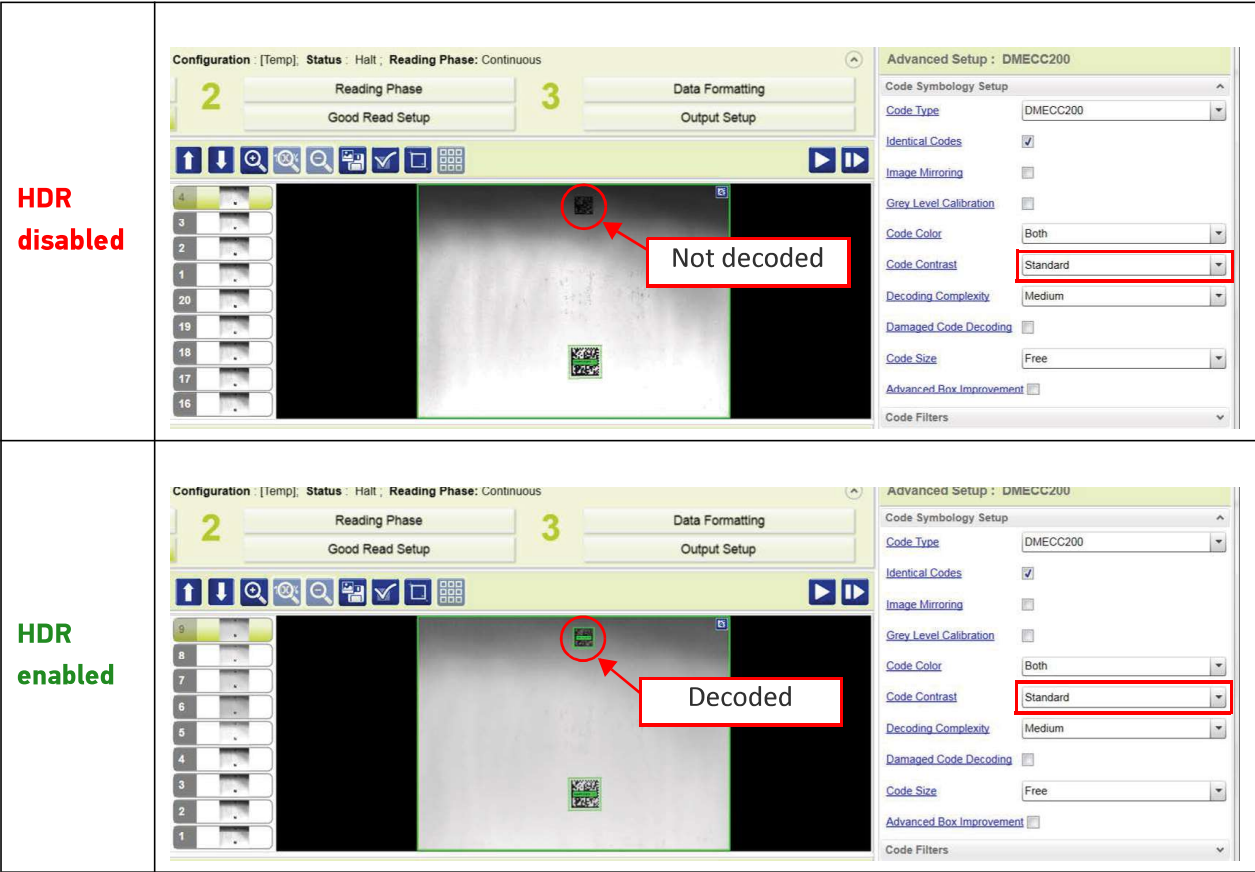 HDR
disabled
Configuration : [Temp]; Status : Halt ; Reading Phase: Continuous
2
Reading Phase
Good Read Setup
3
Data Formatting
Output Setup
4
3
2
1
20
19
18
17
16
Not decoded
Advanced Setup : DMECC200
Code Symbology Setup
Code Type DMECC200
Identical Codes
Image Mirroring
Grey Level Calibration
Code Color Both
Code Contrast Standard
Decoding Complexity Medium
Damaged Code Decoding
Code Size Free
Advanced Box Improvement
Code Filters
HDR
enabled
Configuration : [Temp]; Status : Halt ; Reading Phase: Continuous
2
Reading Phase
Good Read Setup
3
Data Formatting
Output Setup
9
8
7
6
5
4
3
2
1
Decoded
Advanced Setup : DMECC200
Code Symbology Setup
Code Type DMECC200
Identical Codes
Image Mirroring
Grey Level Calibration
Code Color Both
Code Contrast Standard
Decoding Complexity Medium
Damaged Code Decoding
Code Size Free
Advanced Box Improvement
Code Filters